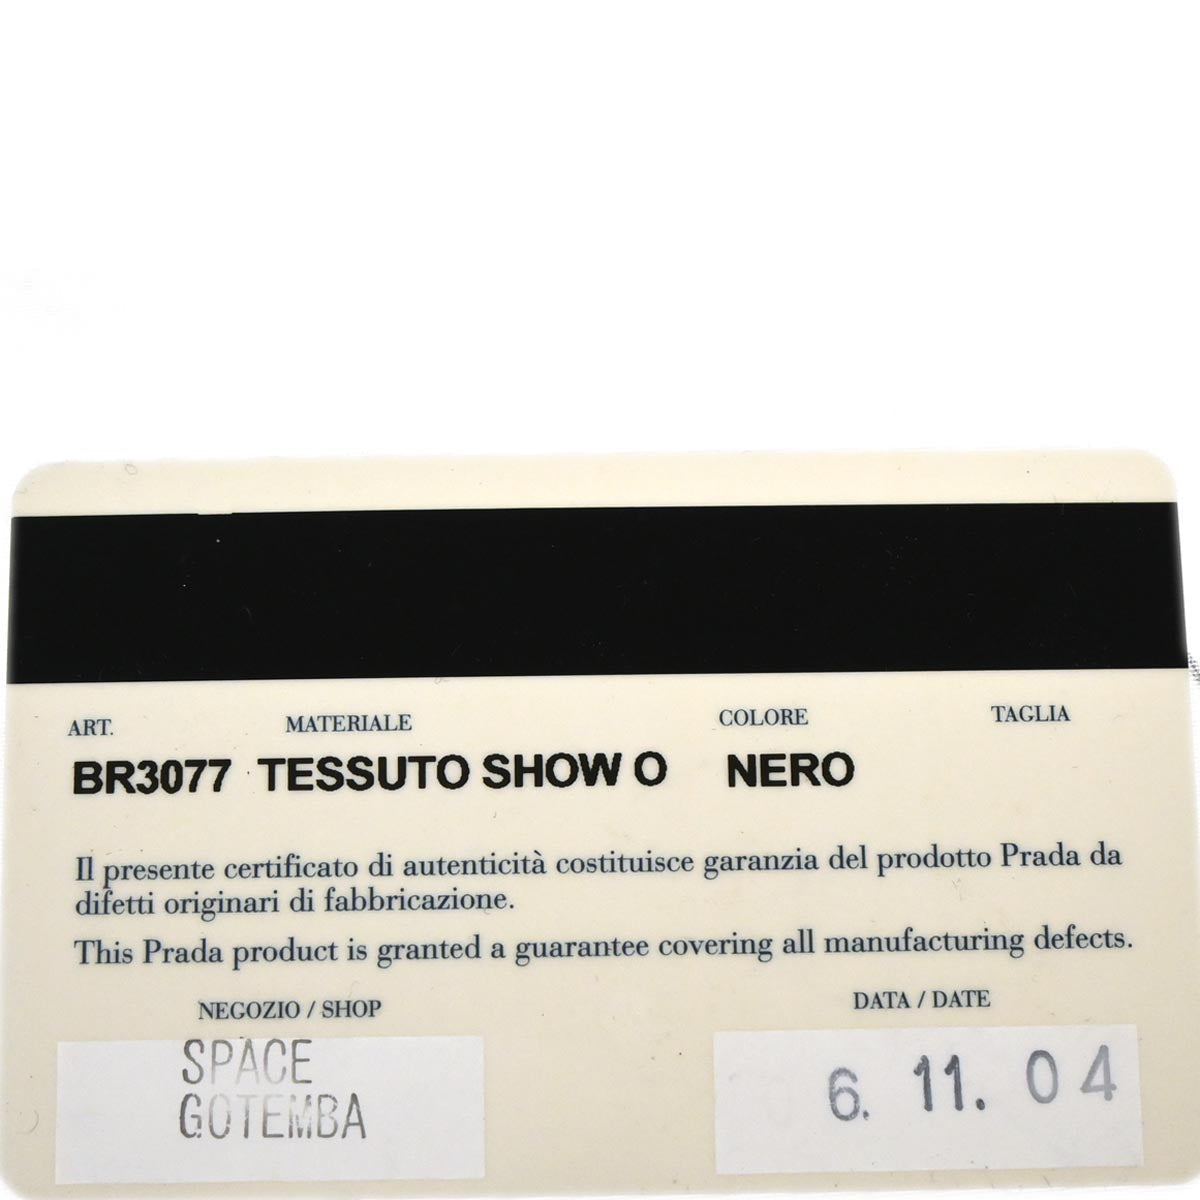 ART. MATERIALE COLORE TAGLIA
BR3077 TESSUTO SHOW O NERO
Il presente certificato di autenticità costituisce garanzia del prodotto Prada da
difetti originari di fabbricazione.
This Prada product is granted a guarantee covering all manufacturing defects.
NEGOZIO / SHOP DATA / DATE
SPACE
GOTEMBA
6. 11. 04